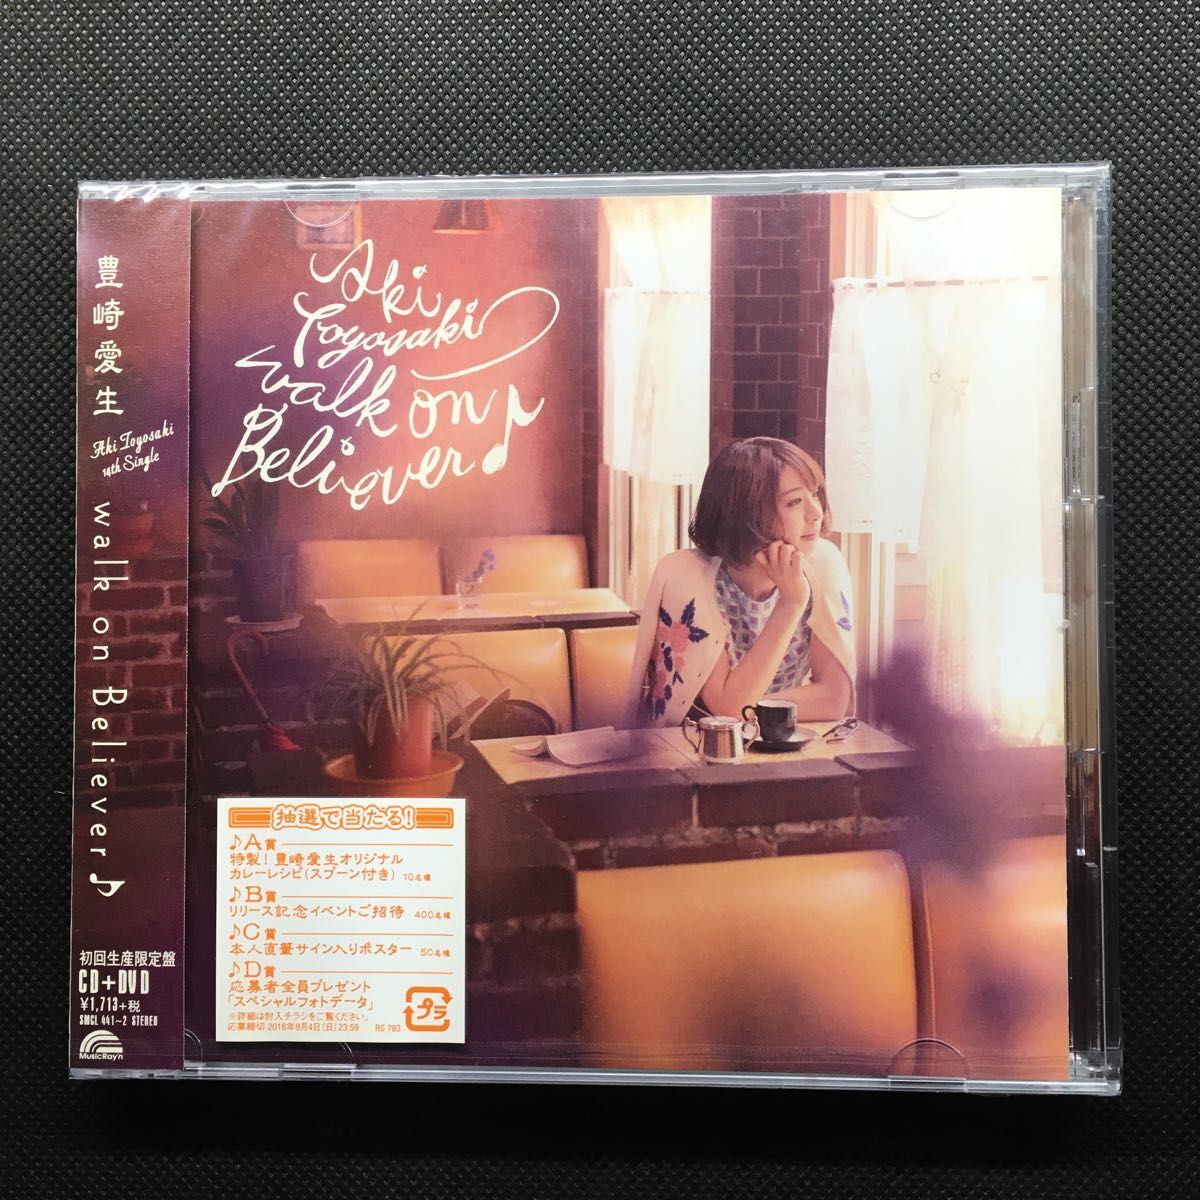 豊崎愛生
Aki Toyosaki
14th Single
walk on Believer♪
初回生産限定盤
CD+DVD
¥1,713+税
SMCL 441~2 STEREO
MusicRay'n
Aki
Toyosaki
walk on
Believer♪
抽選で当たる!
♪A賞
特製!豊崎愛生オリジナル
カレーレシピ(スプーン付き) 10名様
♪B賞
リリース記念イベントご招待 400名様
♪C賞
本人直筆サイン入りポスター 50名様
♪D賞
応募者全員プレゼント
「スペシャルフォトデータ」
※詳細は封入チラシをご覧ください。
応募締切 2016年9月4日(日)23:59 RS 783
プラ